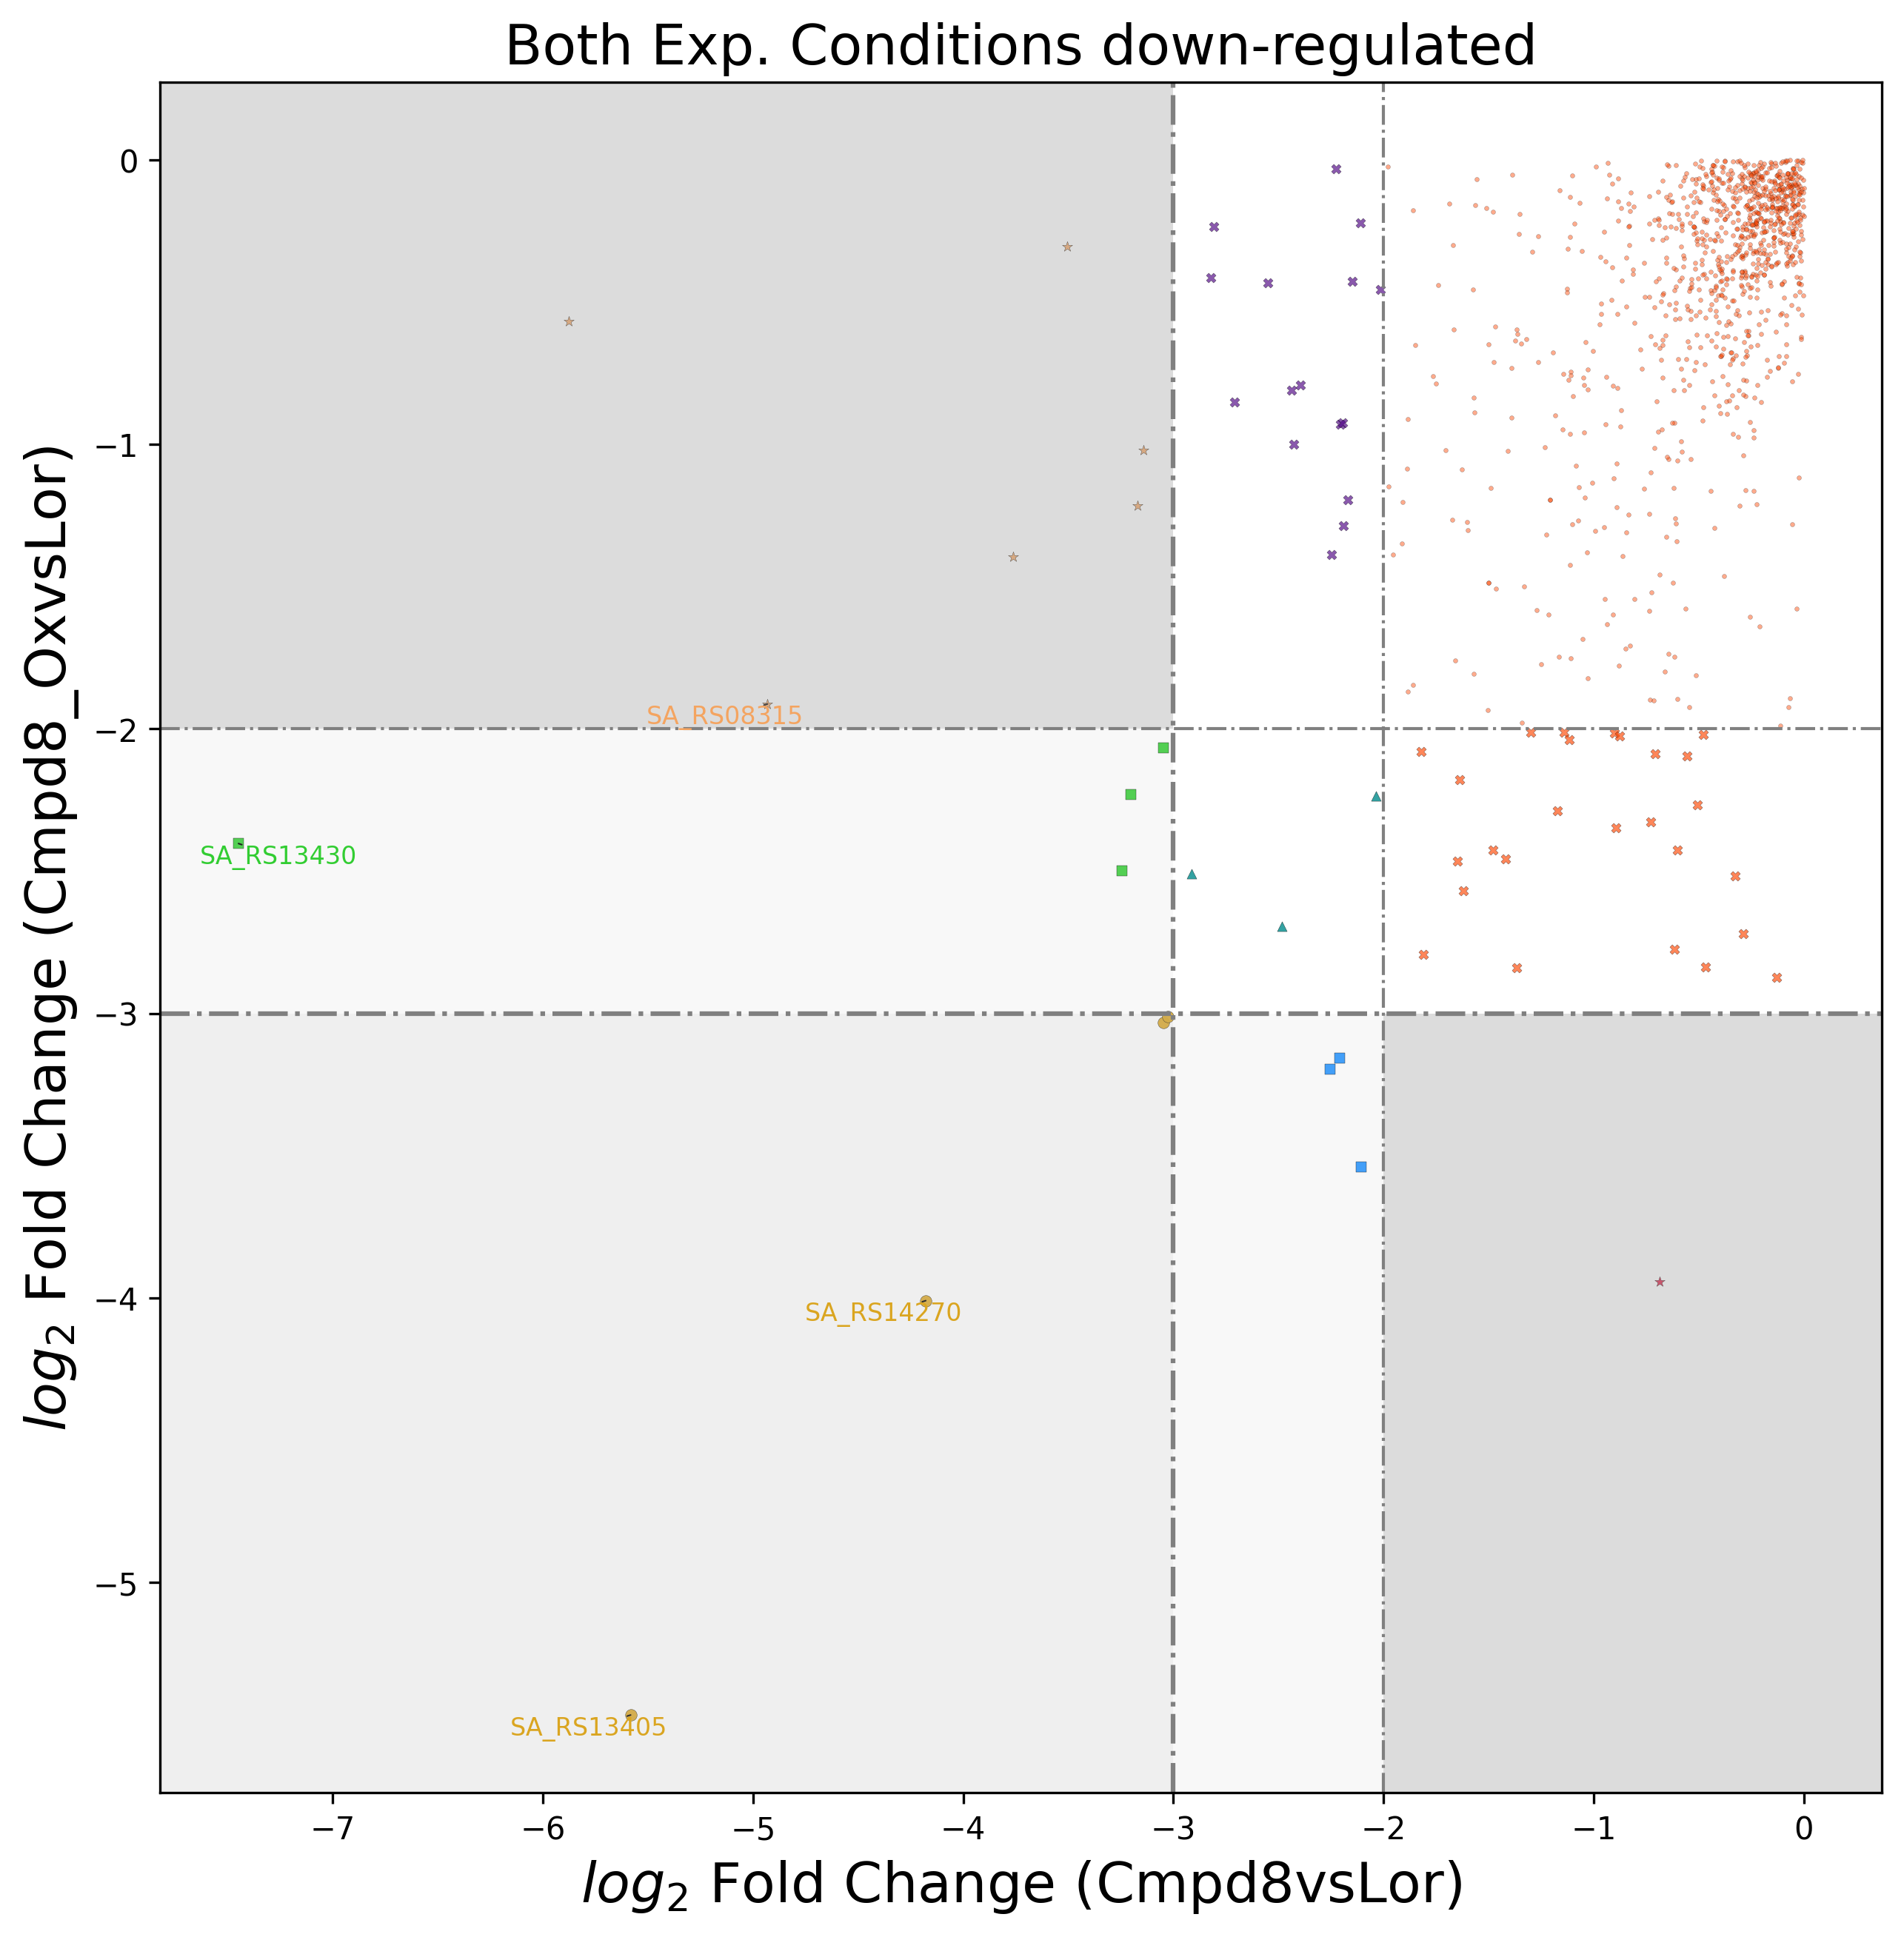 Both Exp. Conditions down-regulated
log2 Fold Change (Cmpd8_OxvsLor)
0
−1
−2
−3
−4
−5
SA_RS08315
SA_RS13430
SA_RS14270
SA_RS13405
−7 −6 −5 −4 −3 −2 −1 0
log2 Fold Change (Cmpd8vsLor)